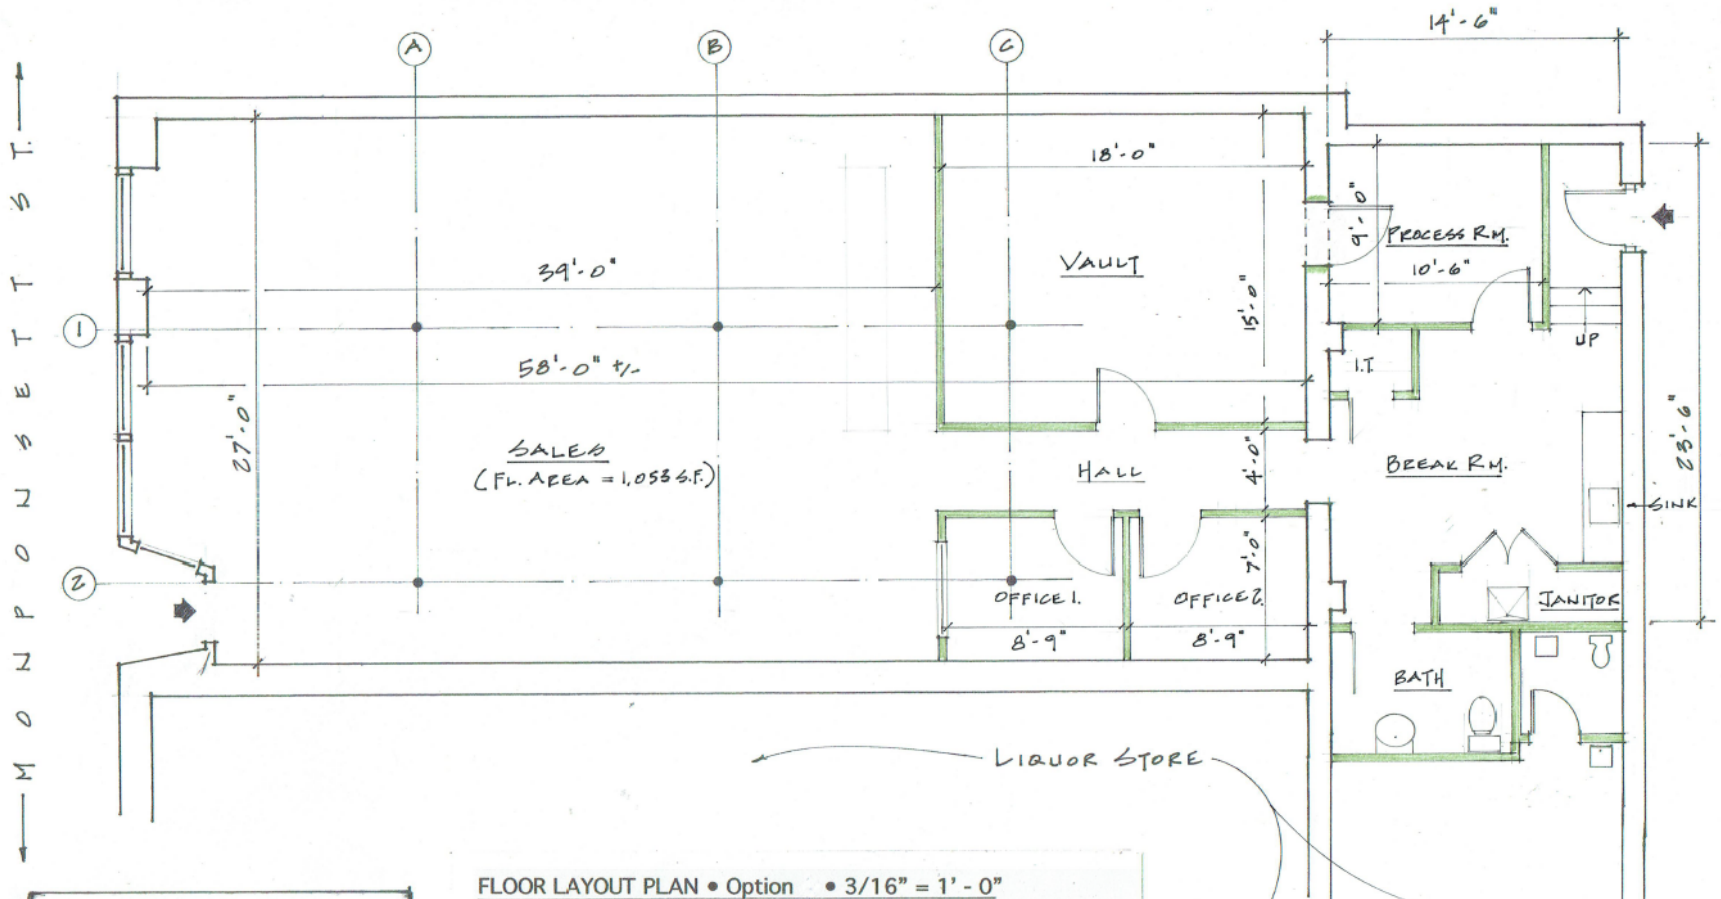 14'-6"
A
B
C
MONPONSETT ST.
18'-0"
9'-0"
PROCESS RM.
10'-6"
VAULT
39'-0"
15'-0"
1
UP
58'-0" +/-
I.T.
27'-0"
23'-6"
SALES
(FL. AREA = 1,053 S.F.)
HALL
4'-0"
BREAK RM.
SINK
7'-0"
2
OFFICE 1.
OFFICE 2.
JANITOR
8'-9"
8'-9"
BATH
LIQUOR STORE
FLOOR LAYOUT PLAN • Option • 3/16" = 1' - 0"